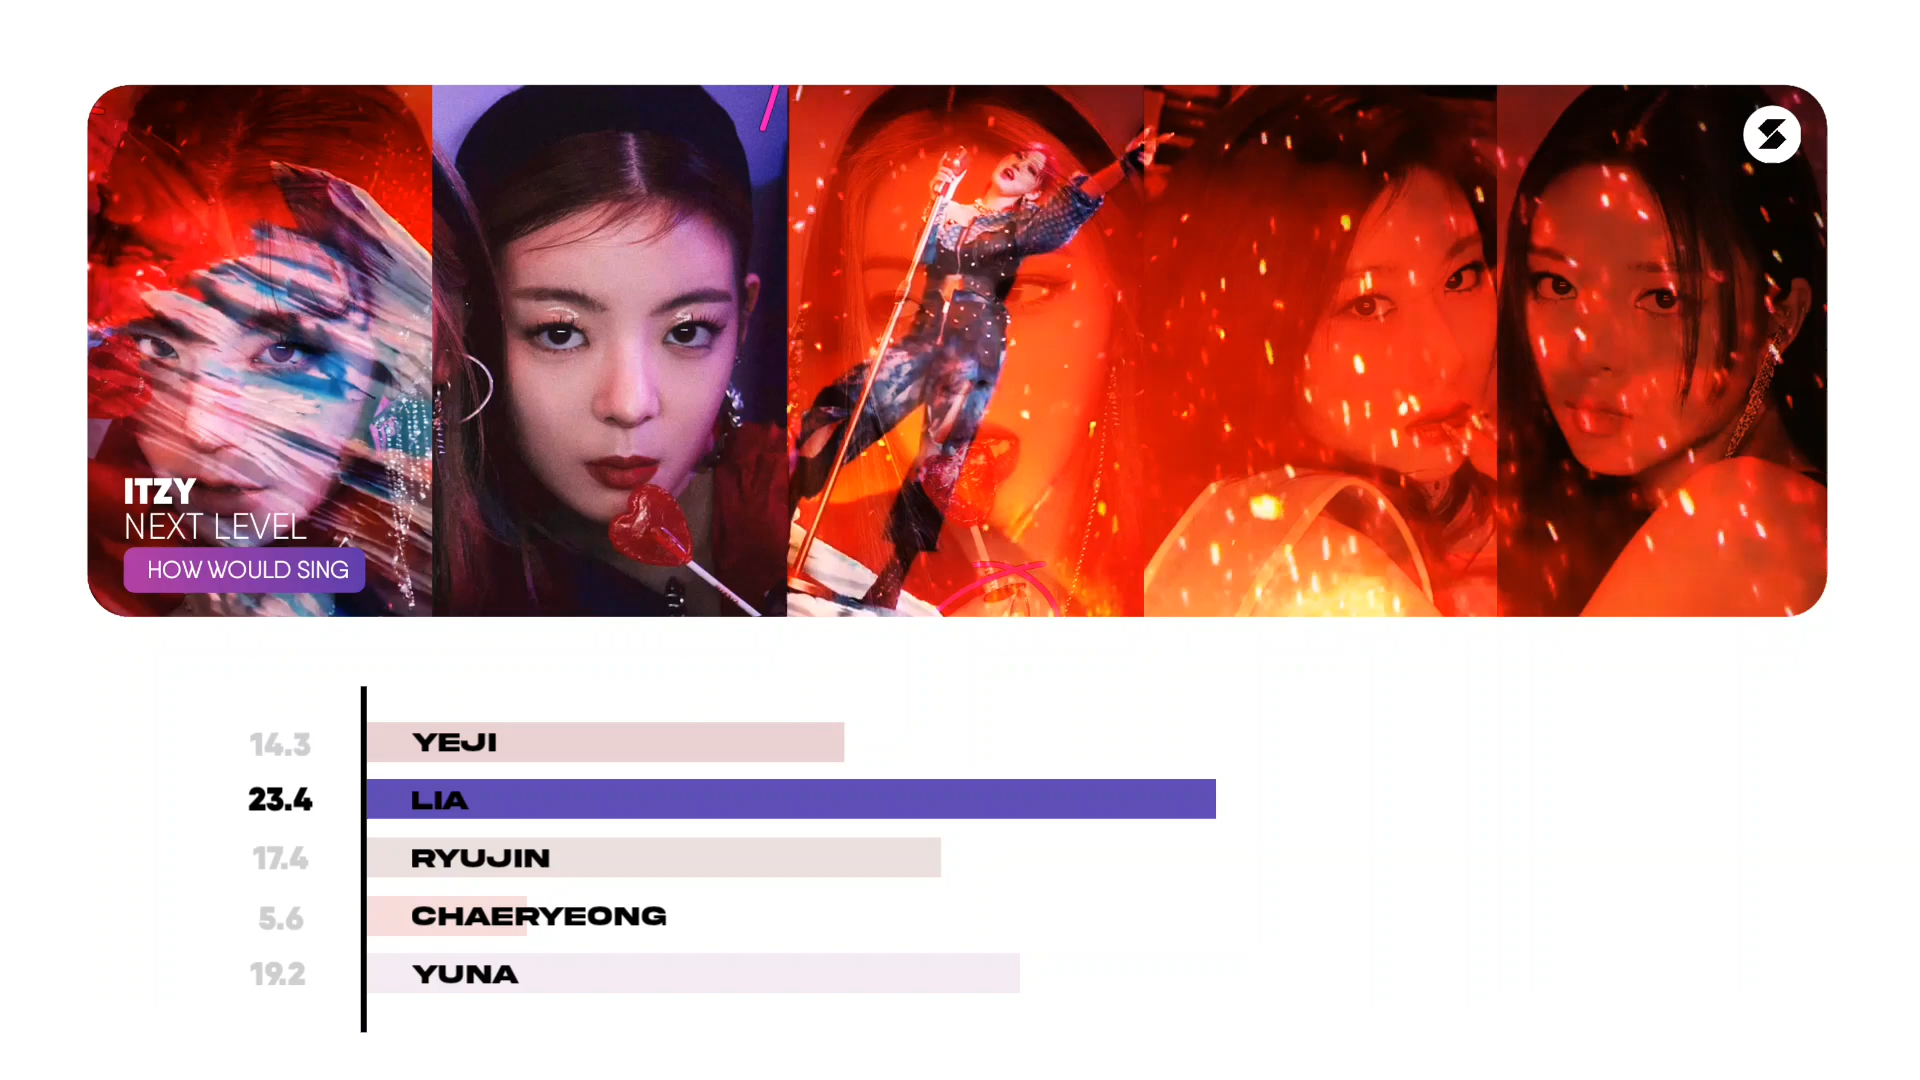 ITZY
NEXT LEVEL
HOW WOULD SING
14.3 YEJI
23.4 LIA
17.4 RYUJIN
5.6 CHAERYEONG
19.2 YUNA